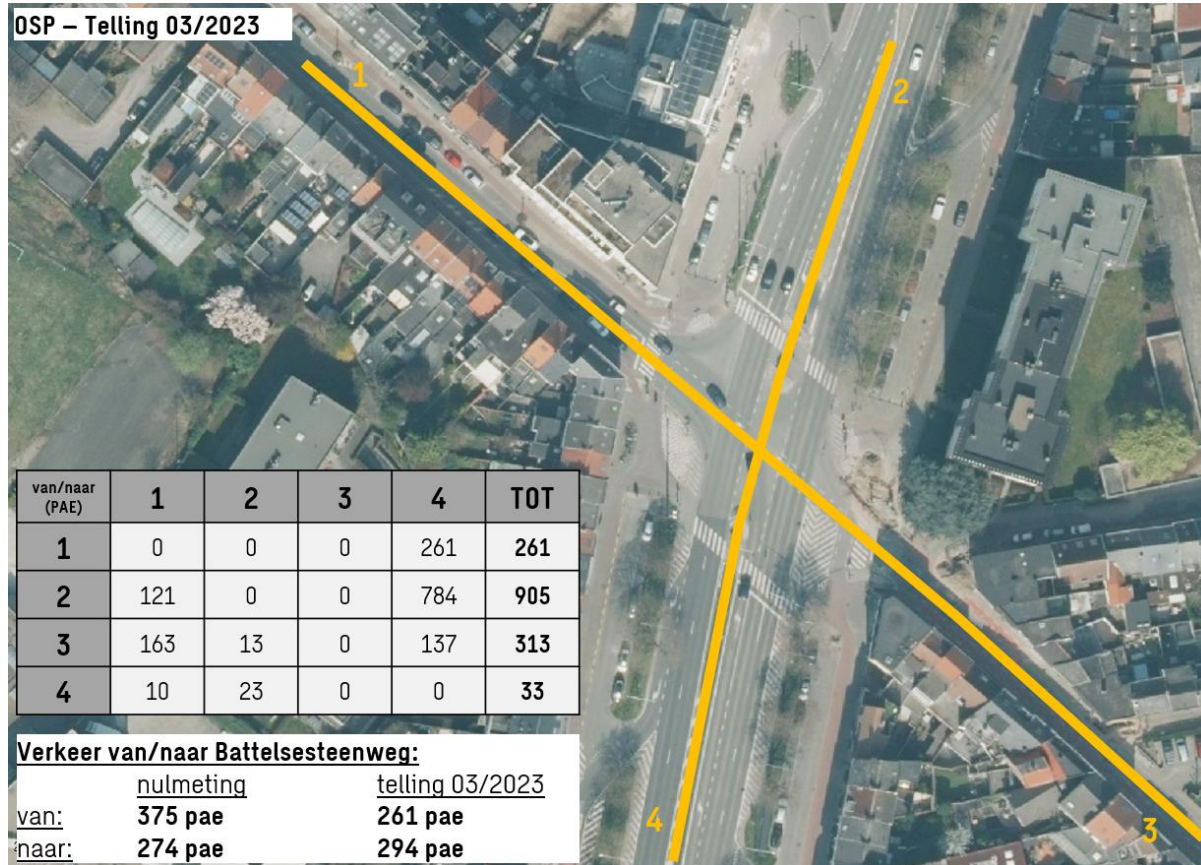 OSP – Telling 03/2023
1
2
van/naar (PAE) 1 2 3 4 TOT
1 0 0 0 261 261
2 121 0 0 784 905
3 163 13 0 137 313
4 10 23 0 0 33
Verkeer van/naar Battelsesteenweg:
nulmeting telling 03/2023
van: 375 pae 261 pae
naar: 274 pae 294 pae
4
3